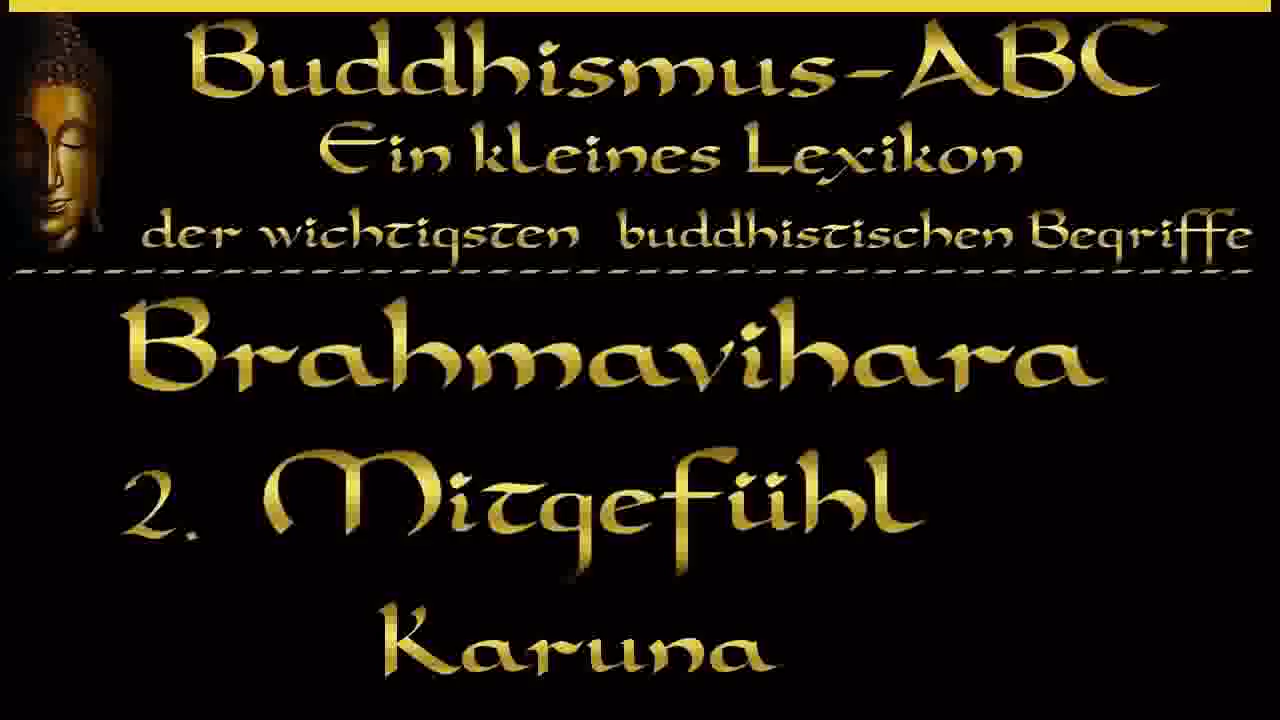 Buddhismus-ABC
Ein kleines Lexikon
der wichtigsten buddhistischen Begriffe
Brahmavihara
2. Mitgefühl
Karuna